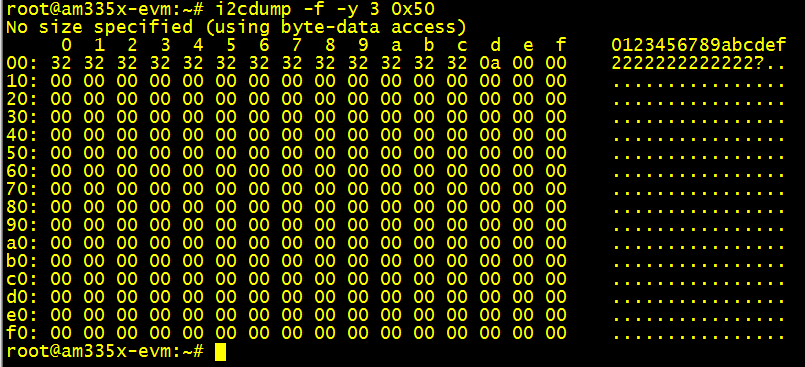 root@am335x-evm:~# i2cdump -f -y 3 0x50
No size specified (using byte-data access)
     0  1  2  3  4  5  6  7  8  9  a  b  c  d  e  f    0123456789abcdef
00: 32 32 32 32 32 32 32 32 32 32 32 32 32 0a 00 00    2222222222222?..
10: 00 00 00 00 00 00 00 00 00 00 00 00 00 00 00 00    ................
20: 00 00 00 00 00 00 00 00 00 00 00 00 00 00 00 00    ................
30: 00 00 00 00 00 00 00 00 00 00 00 00 00 00 00 00    ................
40: 00 00 00 00 00 00 00 00 00 00 00 00 00 00 00 00    ................
50: 00 00 00 00 00 00 00 00 00 00 00 00 00 00 00 00    ................
60: 00 00 00 00 00 00 00 00 00 00 00 00 00 00 00 00    ................
70: 00 00 00 00 00 00 00 00 00 00 00 00 00 00 00 00    ................
80: 00 00 00 00 00 00 00 00 00 00 00 00 00 00 00 00    ................
90: 00 00 00 00 00 00 00 00 00 00 00 00 00 00 00 00    ................
a0: 00 00 00 00 00 00 00 00 00 00 00 00 00 00 00 00    ................
b0: 00 00 00 00 00 00 00 00 00 00 00 00 00 00 00 00    ................
c0: 00 00 00 00 00 00 00 00 00 00 00 00 00 00 00 00    ................
d0: 00 00 00 00 00 00 00 00 00 00 00 00 00 00 00 00    ................
e0: 00 00 00 00 00 00 00 00 00 00 00 00 00 00 00 00    ................
f0: 00 00 00 00 00 00 00 00 00 00 00 00 00 00 00 00    ................
root@am335x-evm:~#